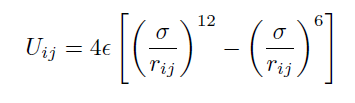 U_{ij} = 4\epsilon \left[ \left( \frac{\sigma}{r_{ij}} \right)^{12} - \left( \frac{\sigma}{r_{ij}} \right)^{6} \right]